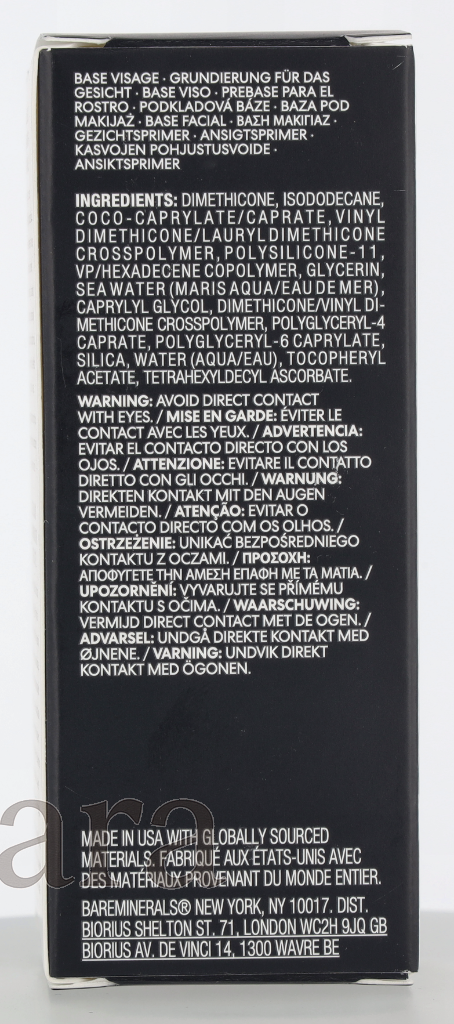 BASE VISAGE · GRUNDIERUNG FÜR DAS
GESICHT · BASE VISO · PREBASE PARA EL
ROSTRO · PODKLADOVÁ BÁZE · BAZA POD
MAKIJAŻ · BASE FACIAL · ΒΑΣΗ ΜΑΚΙΓΙΑΖ ·
GEZICHTSPRIMER · ANSIGTSPRIMER ·
KASVOJEN POHJUSTUSVOIDE ·
ANSIKTSPRIMER
INGREDIENTS: DIMETHICONE, ISODODECANE,
COCO-CAPRYLATE/CAPRATE, VINYL
DIMETHICONE/LAURYL DIMETHICONE
CROSSPOLYMER, POLYSILICONE-11,
VP/HEXADECENE COPOLYMER, GLYCERIN,
SEA WATER (MARIS AQUA/EAU DE MER),
CAPRYLYL GLYCOL, DIMETHICONE/VINYL DI-
METHICONE CROSSPOLYMER, POLYGLYCERYL-4
CAPRATE, POLYGLYCERYL-6 CAPRYLATE,
SILICA, WATER (AQUA/EAU), TOCOPHERYL
ACETATE, TETRAHEXYLDECYL ASCORBATE.
WARNING: AVOID DIRECT CONTACT
WITH EYES. / MISE EN GARDE: ÉVITER LE
CONTACT AVEC LES YEUX. / ADVERTENCIA:
EVITAR EL CONTACTO DIRECTO CON LOS
OJOS. / ATTENZIONE: EVITARE IL CONTATTO
DIRETTO CON GLI OCCHI. / WARNUNG:
DIREKTEN KONTAKT MIT DEN AUGEN
VERMEIDEN. / ATENÇÃO: EVITAR O
CONTACTO DIRECTO COM OS OLHOS. /
OSTRZEŻENIE: UNIKAĆ BEZPOŚREDNIEGO
KONTAKTU Z OCZAMI. / ΠΡΟΣΟΧΗ:
ΑΠΟΦΥΓΕΤΕ ΤΗΝ ΑΜΕΣΗ ΕΠΑΦΗ ΜΕ ΤΑ ΜΑΤΙΑ. /
UPOZORNĚNÍ: VYVARUJTE SE PŘÍMÉMU
KONTAKTU S OČIMA. / WAARSCHUWING:
VERMIJD DIRECT CONTACT MET DE OGEN. /
ADVARSEL: UNDGÅ DIREKTE KONTAKT MED
ØJNENE. / VARNING: UNDVIK DIREKT
KONTAKT MED ÖGONEN.
ara
MADE IN USA WITH GLOBALLY SOURCED
MATERIALS. FABRIQUÉ AUX ÉTATS-UNIS AVEC
DES MATÉRIAUX PROVENANT DU MONDE ENTIER.
BAREMINERALS® NEW YORK, NY 10017. DIST.
BIORIUS SHELTON ST. 71, LONDON WC2H 9JQ GB
BIORIUS AV. DE VINCI 14, 1300 WAVRE BE